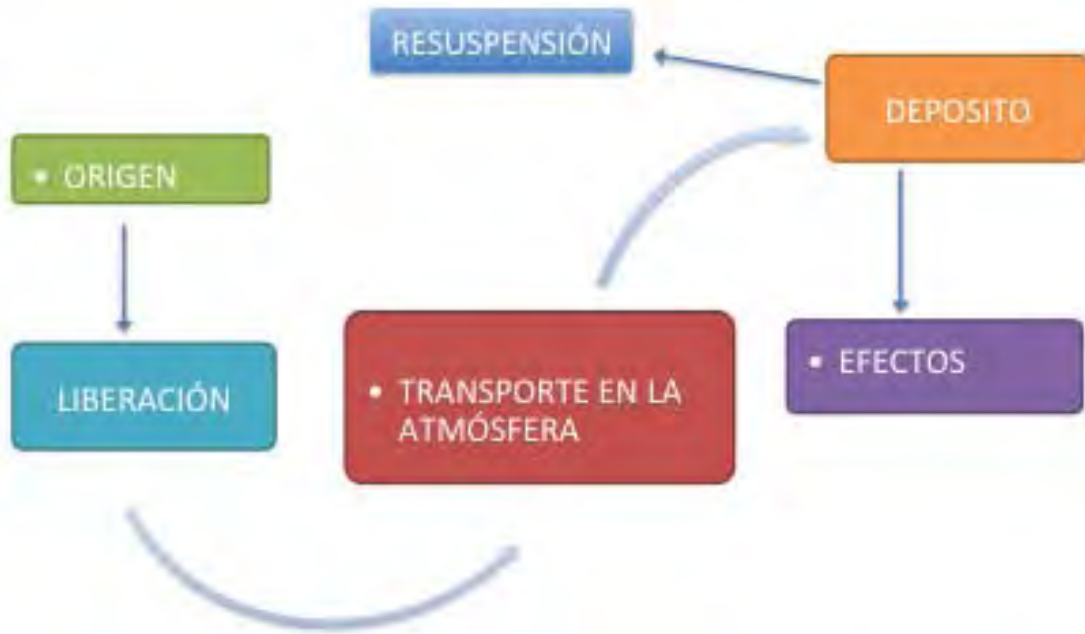 RESUSPENSIÓN
DEPOSITO
• ORIGEN
LIBERACIÓN
• TRANSPORTE EN LA
ATMÓSFERA
• EFECTOS